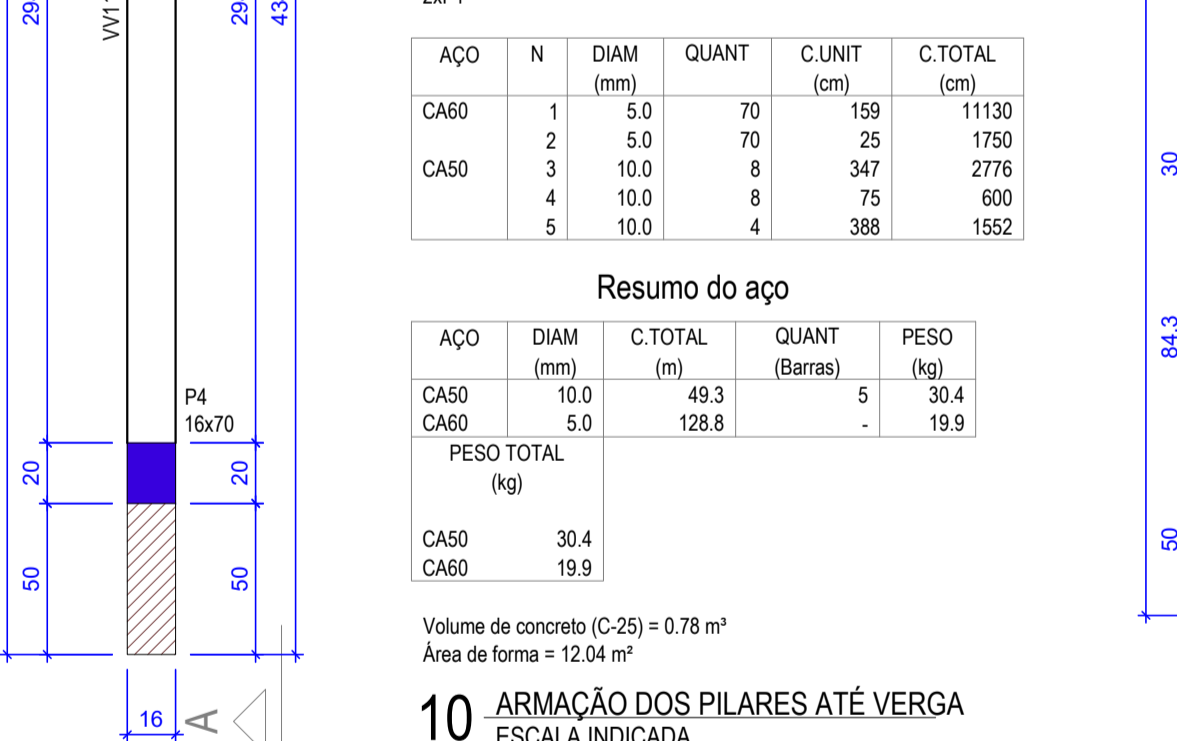 AÇO N DIAM QUANT C.UNIT C.TOTAL
(mm) (cm) (cm)
CA60 1 5.0 70 159 11130
2 5.0 70 25 1750
CA50 3 10.0 8 347 2776
4 10.0 8 75 600
5 10.0 4 388 1552
Resumo do aço
AÇO DIAM C.TOTAL QUANT PESO
(mm) (m) (Barras) (kg)
CA50 10.0 49.3 5 30.4
CA60 5.0 128.8 - 19.9
PESO TOTAL
(kg)
CA50 30.4
CA60 19.9
Volume de concreto (C-25) = 0.78 m³
Área de forma = 12.04 m²
10 ARMAÇÃO DOS PILARES ATÉ VERGA
ESCALA INDICADA
P4
16x70
20
20
50
50
16
A
30
84.3
50